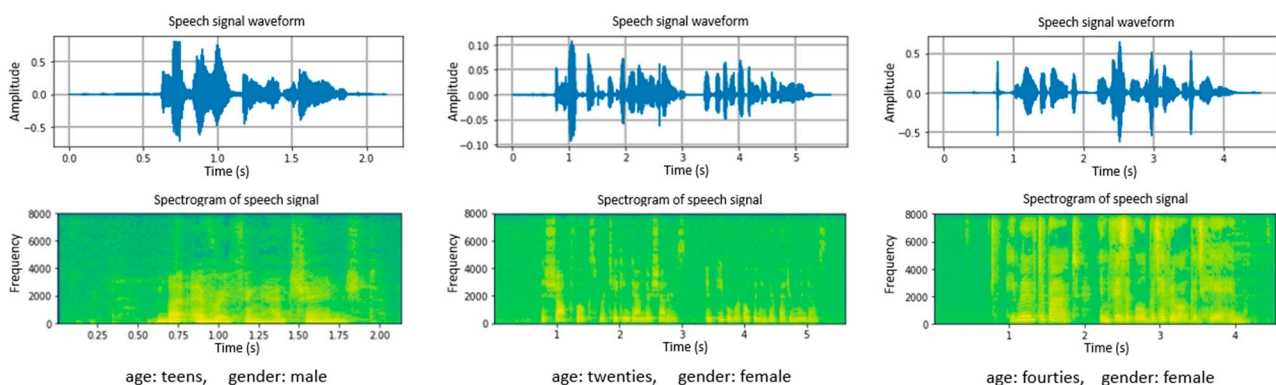 Speech signal waveform
Amplitude
0.5
0.0
−0.5
0.0 0.5 1.0 1.5 2.0
Time (s)
Spectrogram of speech signal
Frequency
8000
6000
4000
2000
0
0.25 0.50 0.75 1.00 1.25 1.50 1.75 2.00
Time (s)
age: teens, gender: male
Speech signal waveform
Amplitude
0.10
0.05
0.00
−0.05
−0.10
0 1 2 3 4 5
Time (s)
Spectrogram of speech signal
Frequency
8000
6000
4000
2000
0
1 2 3 4 5
Time (s)
age: twenties, gender: female
Speech signal waveform
Amplitude
0.5
0.0
−0.5
0 1 2 3 4
Time (s)
Spectrogram of speech signal
Frequency
8000
6000
4000
2000
0
1 2 3 4
Time (s)
age: fourties, gender: female